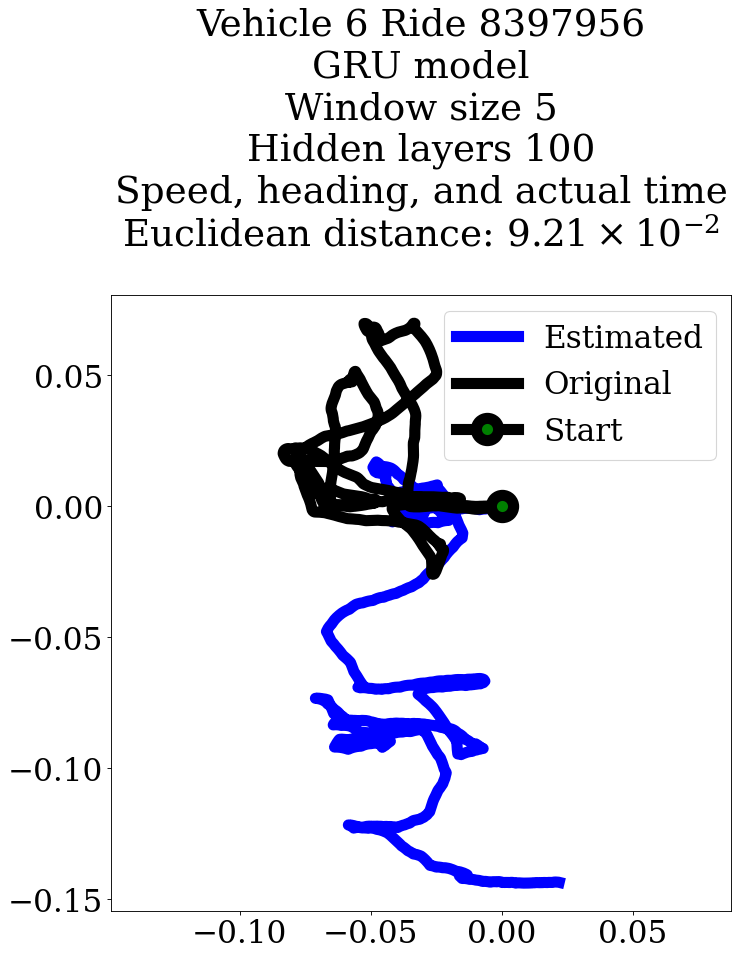 Vehicle 6 Ride 8397956
GRU model
Window size 5
Hidden layers 100
Speed, heading, and actual time
Euclidean distance: 9.21 × 10⁻²
Estimated
Original
Start
0.05
0.00
−0.05
−0.10
−0.15
−0.10 −0.05 0.00 0.05